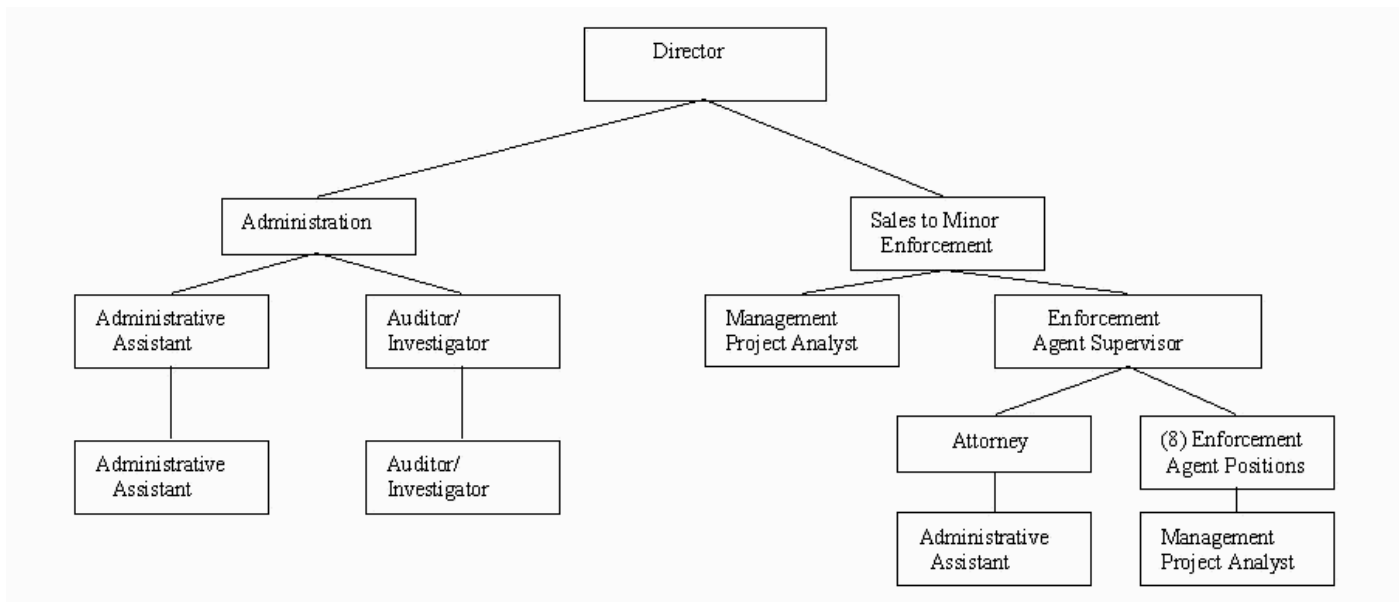 Director
Administration
Sales to Minor
Enforcement
Administrative
Assistant
Auditor/
Investigator
Management
Project Analyst
Enforcement
Agent Supervisor
Administrative
Assistant
Auditor/
Investigator
Attorney
(8) Enforcement
Agent Positions
Administrative
Assistant
Management
Project Analyst